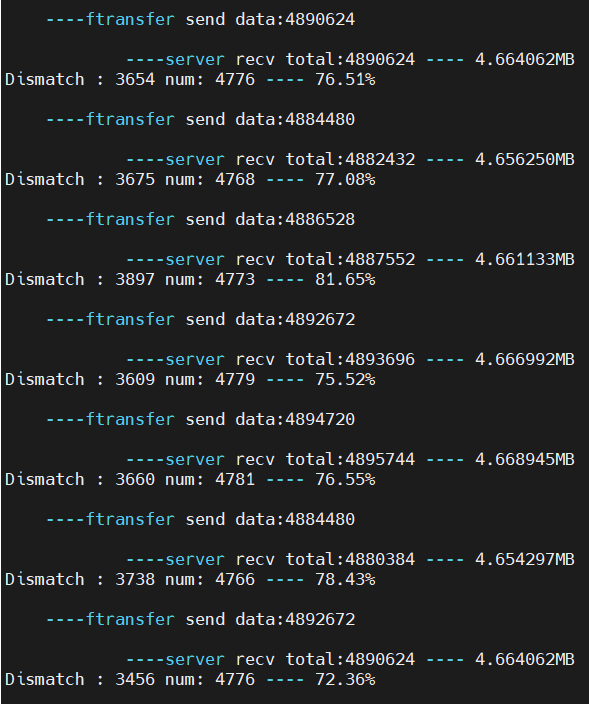 ----ftransfer send data:4890624
----server recv total:4890624 ---- 4.664062MB
Dismatch : 3654 num: 4776 ---- 76.51%
----ftransfer send data:4884480
----server recv total:4882432 ---- 4.656250MB
Dismatch : 3675 num: 4768 ---- 77.08%
----ftransfer send data:4886528
----server recv total:4887552 ---- 4.661133MB
Dismatch : 3897 num: 4773 ---- 81.65%
----ftransfer send data:4892672
----server recv total:4893696 ---- 4.666992MB
Dismatch : 3609 num: 4779 ---- 75.52%
----ftransfer send data:4894720
----server recv total:4895744 ---- 4.668945MB
Dismatch : 3660 num: 4781 ---- 76.55%
----ftransfer send data:4884480
----server recv total:4880384 ---- 4.654297MB
Dismatch : 3738 num: 4766 ---- 78.43%
----ftransfer send data:4892672
----server recv total:4890624 ---- 4.664062MB
Dismatch : 3456 num: 4776 ---- 72.36%